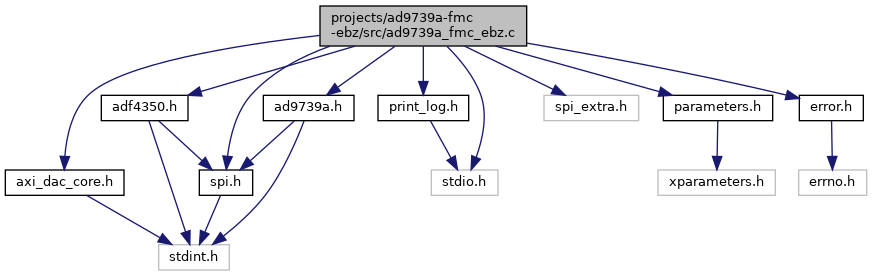 projects/ad9739a-fmc
-ebz/src/ad9739a_fmc_ebz.c
adf4350.h
ad9739a.h
print_log.h
spi_extra.h
parameters.h
error.h
axi_dac_core.h
spi.h
stdio.h
xparameters.h
errno.h
stdint.h